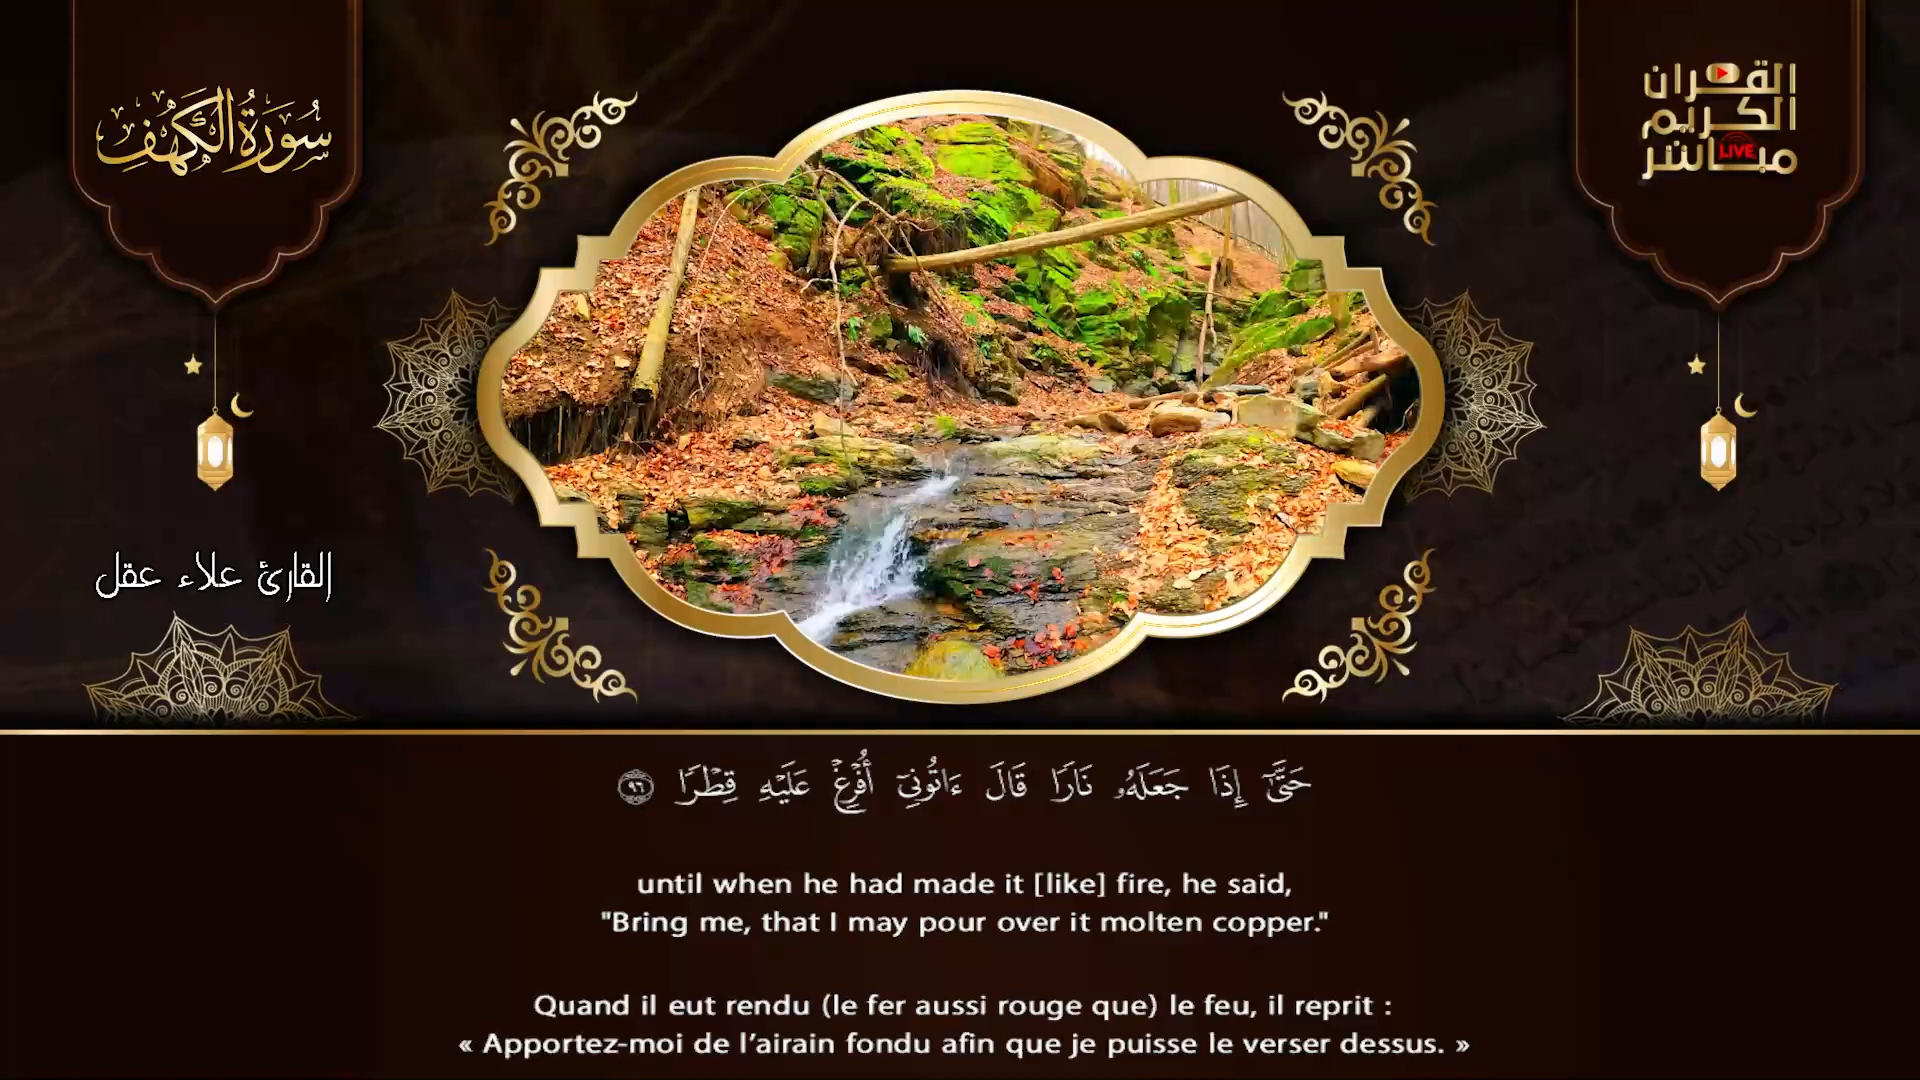 سُورَةُ الكَهْفِ
القرآن
الكريم
مباشر
LIVE
القارئ علاء عقل
حَتَّىٰٓ إِذَا جَعَلَهُۥ نَارًا قَالَ ءَاتُونِىٓ أُفْرِغْ عَلَيْهِ قِطْرًا ٩٦
until when he had made it [like] fire, he said,
"Bring me, that I may pour over it molten copper."
Quand il eut rendu (le fer aussi rouge que) le feu, il reprit :
« Apportez-moi de l’airain fondu afin que je puisse le verser dessus. »